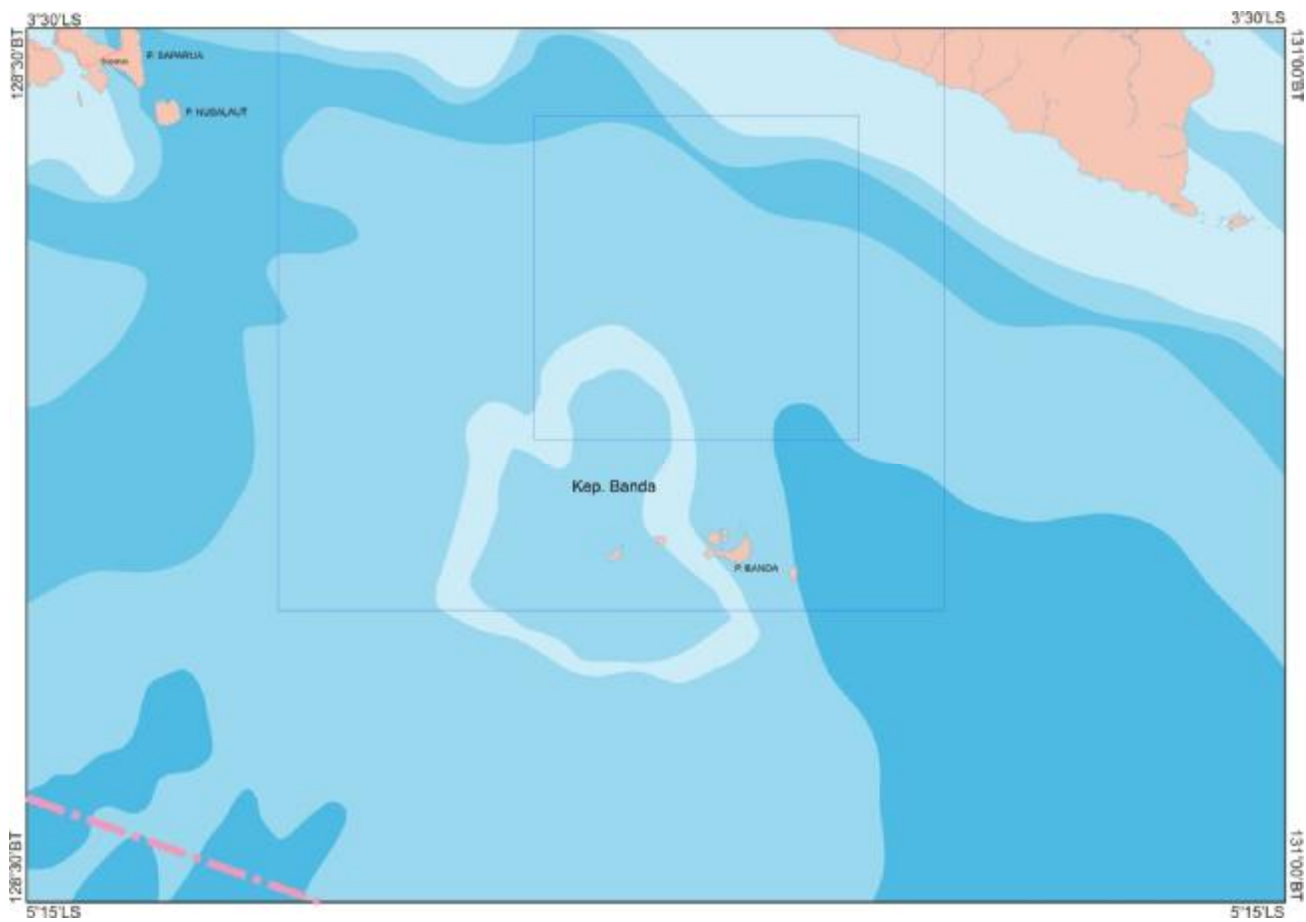 3°30'LS
3°30'LS
128°30'BT
131°00'BT
P. SAPARUA
P. NUSALAUT
Kep. Banda
P. BANDA
128°30'BT
131°00'BT
5°15'LS
5°15'LS